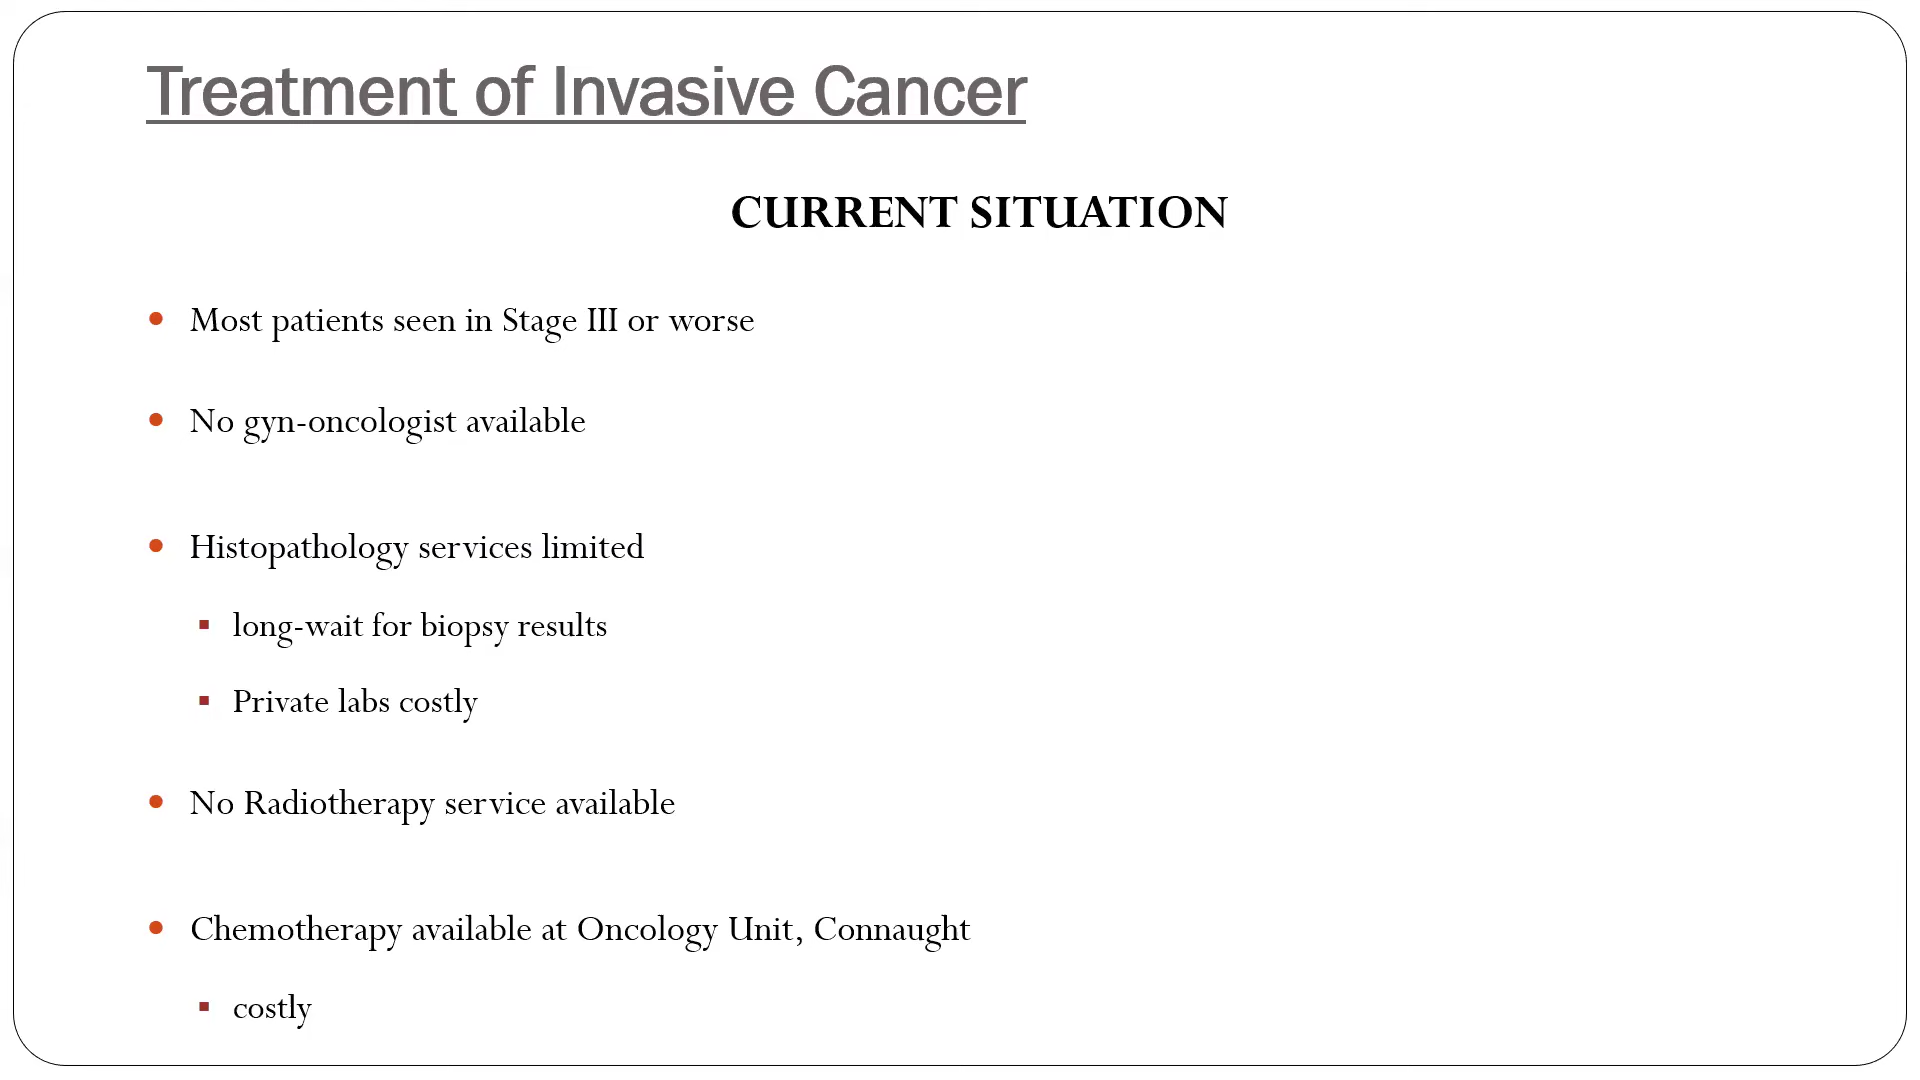 Treatment of Invasive Cancer
CURRENT SITUATION
Most patients seen in Stage III or worse
No gyn-oncologist available
Histopathology services limited
long-wait for biopsy results
Private labs costly
No Radiotherapy service available
Chemotherapy available at Oncology Unit, Connaught
costly